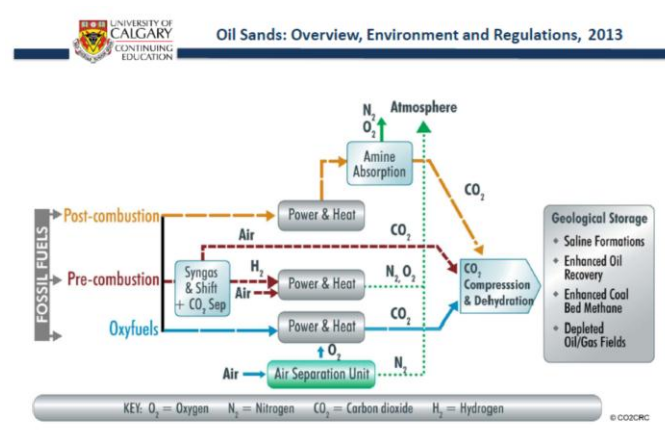 UNIVERSITY OF
CALGARY
CONTINUING
EDUCATION
Oil Sands: Overview, Environment and Regulations, 2013
N2
O2
Atmosphere
Amine
Absorption
CO2
Post-combustion
Power & Heat
FOSSIL FUELS
Air
CO2
Pre-combustion
Syngas
& Shift
+ CO2 Sep
H2
Air
Power & Heat
N2, O2
CO2
Compresssion
& Dehydration
Oxyfuels
Power & Heat
CO2
O2
Air
Air Separation Unit
N2
Geological Storage
Saline Formations
Enhanced Oil
Recovery
Enhanced Coal
Bed Methane
Depleted
Oil/Gas Fields
KEY: O2 = Oxygen N2 = Nitrogen CO2 = Carbon dioxide H2 = Hydrogen
© CO2CRC